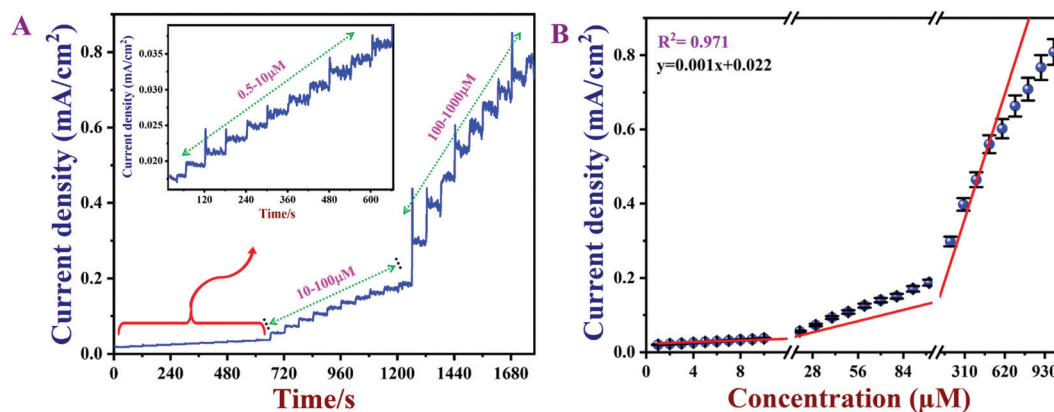 A
Current density (mA/cm²)
0.8
0.6
0.4
0.2
0.0
0
240
480
720
960
1200
1440
1680
Time/s
Current density (mA/cm²)
0.035
0.030
0.025
0.020
120
240
360
480
600
Time/s
0.5-10μM
10-100μM
100-1000μM
B
R²= 0.971
y=0.001x+0.022
Current density (mA/cm²)
0.8
0.6
0.4
0.2
0.0
0
4
8
28
56
84
310
620
930
Concentration (μM)